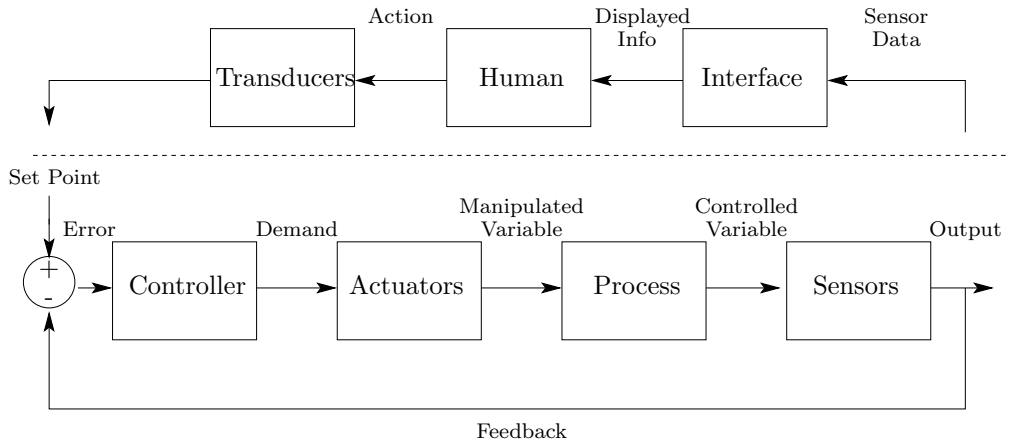 Action
Displayed
Info
Sensor
Data
Transducers
Human
Interface
Set Point
Error
Demand
Manipulated
Variable
Controlled
Variable
Output
+
-
Controller
Actuators
Process
Sensors
Feedback